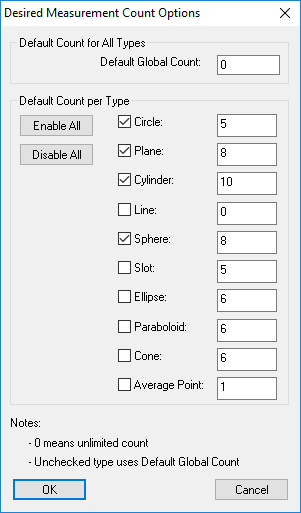 Desired Measurement Count Options
Default Count for All Types
Default Global Count: 0
Default Count per Type
Enable All
Circle: 5
Disable All
Plane: 8
Cylinder: 10
Line: 0
Sphere: 8
Slot: 5
Ellipse: 6
Paraboloid: 6
Cone: 6
Average Point: 1
Notes:
- 0 means unlimited count
- Unchecked type uses Default Global Count
OK Cancel